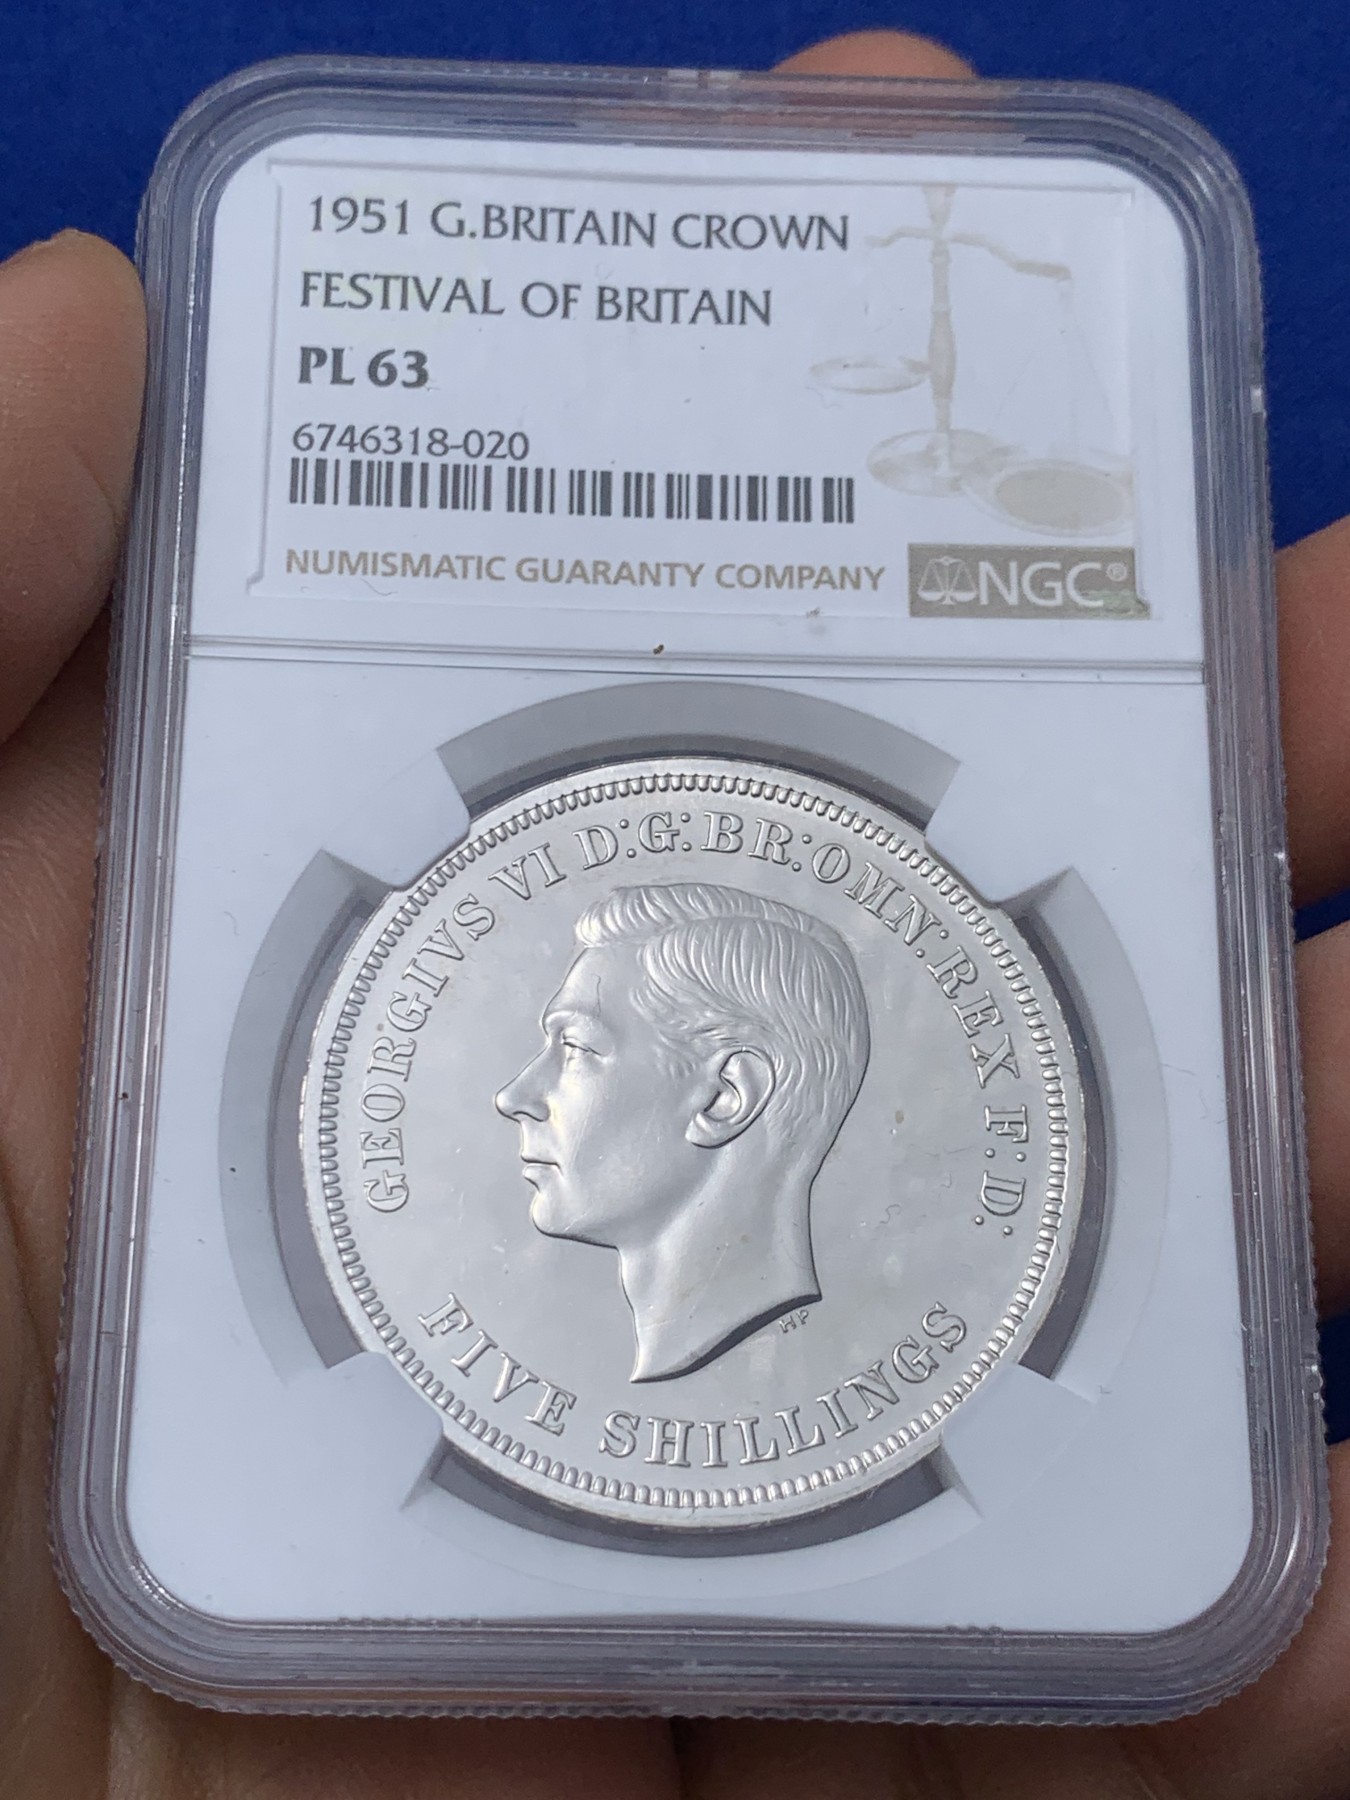 1951 G.BRITAIN CROWN
FESTIVAL OF BRITAIN
PL 63
6746318-020
NUMISMATIC GUARANTY COMPANY
NGC®
GEORGIVS VI D:G:BR:OMN:REX F:D:
HP
FIVE SHILLINGS